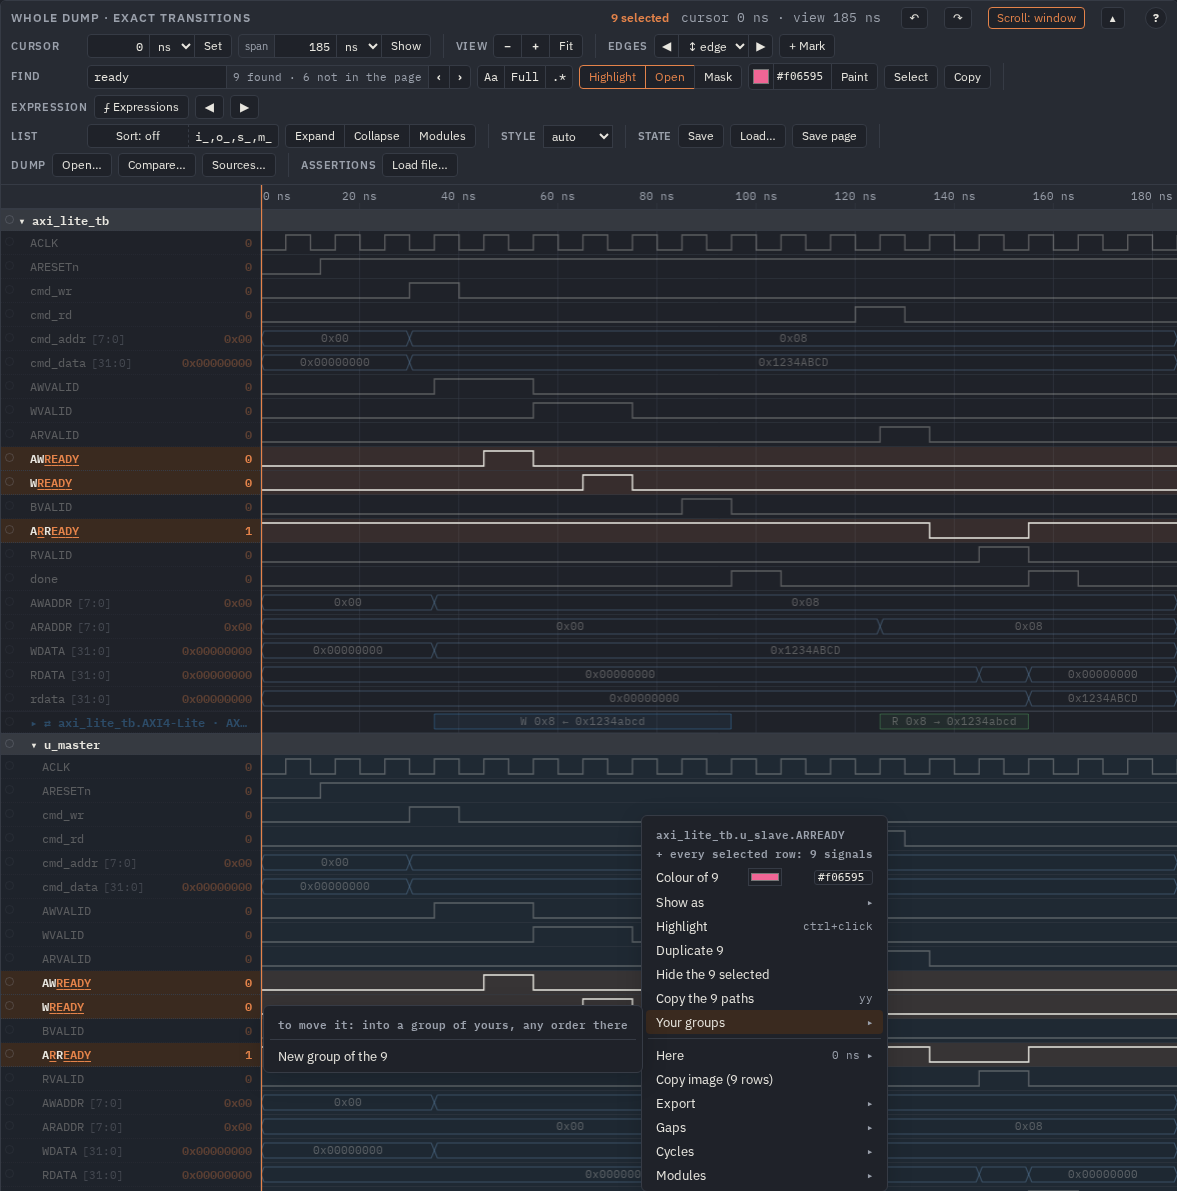 WHOLE DUMP · EXACT TRANSITIONS 9 selected cursor 0 ns · view 185 ns ↶ ↷ Scroll: window ▴ ?
CURSOR 0 ns Set span 185 ns Show VIEW − + Fit EDGES ◀ ↕ edge ▶ + Mark
FIND ready 9 found · 6 not in the page ‹ › Aa Full .* Highlight Open Mask #f06595 Paint Select Copy
EXPRESSION ƒ Expressions ◀ ▶
LIST Sort: off i_,o_,s_,m_ Expand Collapse Modules STYLE auto STATE Save Load… Save page
DUMP Open… Compare… Sources… ASSERTIONS Load file…
0 ns 20 ns 40 ns 60 ns 80 ns 100 ns 120 ns 140 ns 160 ns 180 ns
▾ axi_lite_tb
ACLK 0
ARESETn 0
cmd_wr 0
cmd_rd 0
cmd_addr [7:0] 0x00 0x00 0x08
cmd_data [31:0] 0x00000000 0x00000000 0x1234ABCD
AWVALID 0
WVALID 0
ARVALID 0
AWREADY 0
WREADY 0
BVALID 0
ARREADY 1
RVALID 0
done 0
AWADDR [7:0] 0x00 0x00 0x08
ARADDR [7:0] 0x00 0x00 0x08
WDATA [31:0] 0x00000000 0x00000000 0x1234ABCD
RDATA [31:0] 0x00000000 0x00000000 0x00000000
rdata [31:0] 0x00000000 0x00000000 0x1234ABCD
▸ ⇄ axi_lite_tb.AXI4-Lite · AX… W 0x8 ← 0x1234abcd R 0x8 → 0x1234abcd
▾ u_master
ACLK 0
ARESETn 0
cmd_wr 0
cmd_rd 0
cmd_addr [7:0] 0x00 0x00
cmd_data [31:0] 0x00000000 0x00000000
AWVALID 0
WVALID 0
ARVALID 0
AWREADY 0
WREADY 0
BVALID 0
ARREADY 1
RVALID 0
AWADDR [7:0] 0x00 0x00
ARADDR [7:0] 0x00 0x00 0x08
WDATA [31:0] 0x00000000 0x00000000
RDATA [31:0] 0x00000000 0x00000 0x00000000
axi_lite_tb.u_slave.ARREADY
+ every selected row: 9 signals
Colour of 9 #f06595
Show as ▸
Highlight ctrl+click
Duplicate 9
Hide the 9 selected
Copy the 9 paths yy
Your groups ▸
Here 0 ns ▸
Copy image (9 rows)
Export ▸
Gaps ▸
Cycles ▸
Modules ▸
to move it: into a group of yours, any order there
New group of the 9